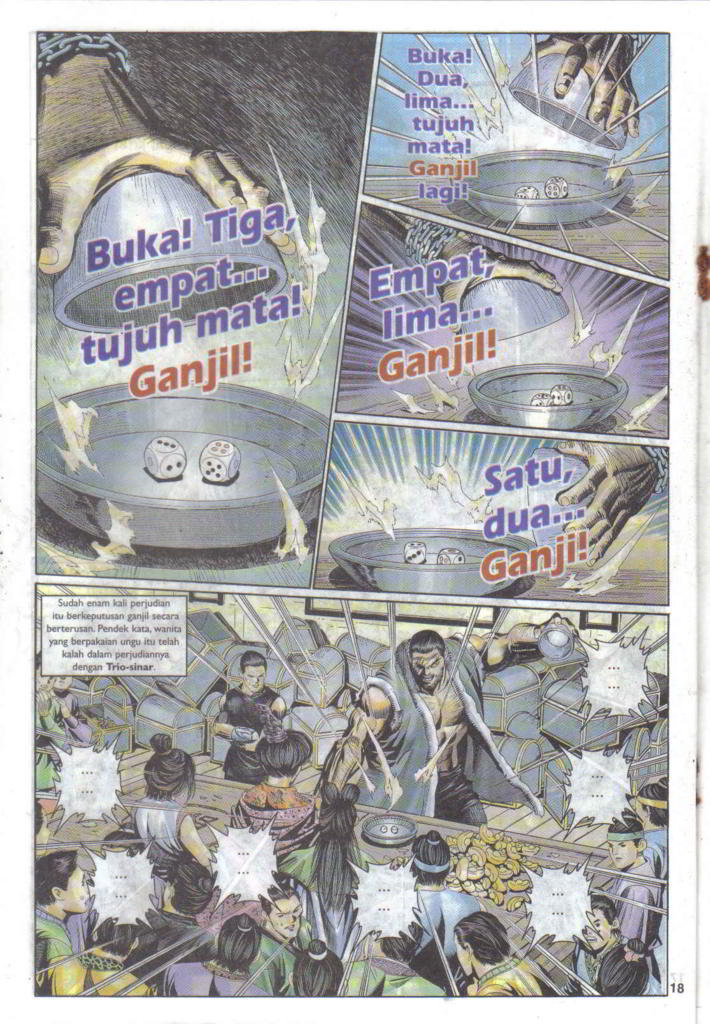 Buka! Tiga,
empat...
tujuh mata!
Ganjil!
Buka!
Dua,
lima...
tujuh
mata!
Ganjil
lagi!
Empat,
lima...
Ganjil!
Satu,
dua...
Ganji!
Sudah enam kali perjudian
itu berkeputusan ganjil secara
berterusan. Pendek kata, wanita
yang berpakaian ungu itu telah
kalah dalam perjudiannya
dengan Trio-sinar.
...
...
...
...
...
...
...
...
...
...
...
...
...
...
18